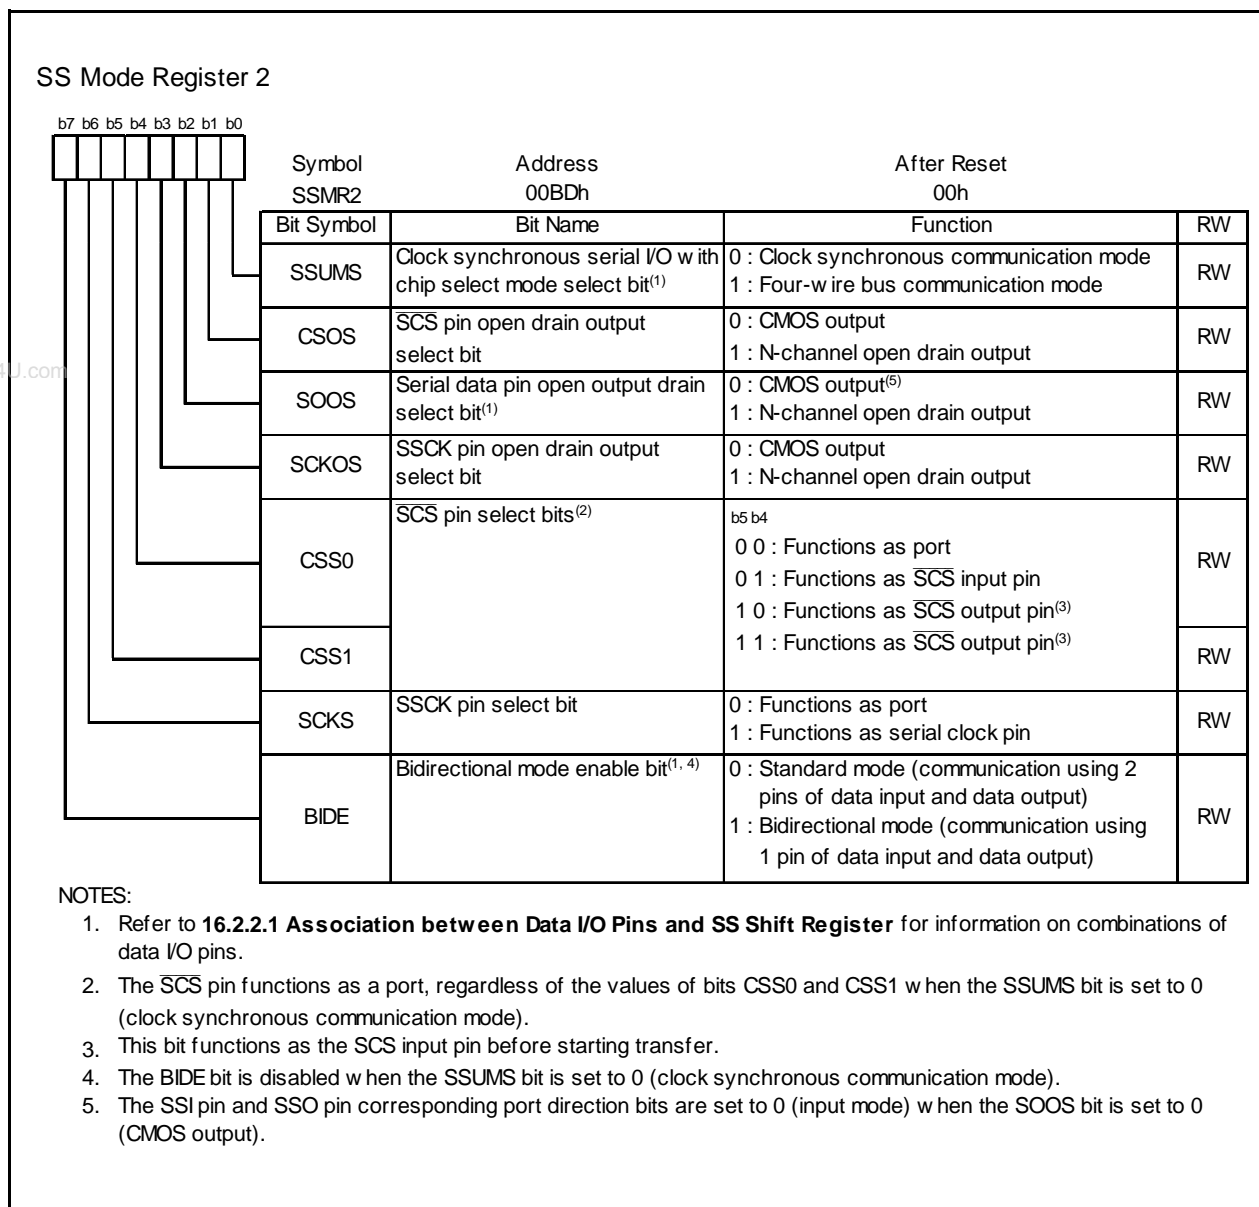 SS Mode Register 2
b7 b6 b5 b4 b3 b2 b1 b0
Symbol Address After Reset
SSMR2 00BDh 00h
Bit Symbol Bit Name Function RW
SSUMS Clock synchronous serial I/O with chip select mode select bit(1) 0 : Clock synchronous communication mode
1 : Four-wire bus communication mode RW
CSOS S̅C̅S̅ pin open drain output select bit 0 : CMOS output
1 : N-channel open drain output RW
4U.com
SOOS Serial data pin open output drain select bit(1) 0 : CMOS output(5)
1 : N-channel open drain output RW
SCKOS SSCK pin open drain output select bit 0 : CMOS output
1 : N-channel open drain output RW
CSS0 S̅C̅S̅ pin select bits(2) b5 b4
0 0 : Functions as port RW
0 1 : Functions as S̅C̅S̅ input pin
1 0 : Functions as S̅C̅S̅ output pin(3)
CSS1 1 1 : Functions as S̅C̅S̅ output pin(3) RW
SCKS SSCK pin select bit 0 : Functions as port
1 : Functions as serial clock pin RW
BIDE Bidirectional mode enable bit(1, 4) 0 : Standard mode (communication using 2
pins of data input and data output)
1 : Bidirectional mode (communication using
1 pin of data input and data output) RW
NOTES:
1. Refer to 16.2.2.1 Association between Data I/O Pins and SS Shift Register for information on combinations of
data I/O pins.
2. The S̅C̅S̅ pin functions as a port, regardless of the values of bits CSS0 and CSS1 when the SSUMS bit is set to 0
(clock synchronous communication mode).
3. This bit functions as the SCS input pin before starting transfer.
4. The BIDE bit is disabled when the SSUMS bit is set to 0 (clock synchronous communication mode).
5. The SSI pin and SSO pin corresponding port direction bits are set to 0 (input mode) when the SOOS bit is set to 0
(CMOS output).